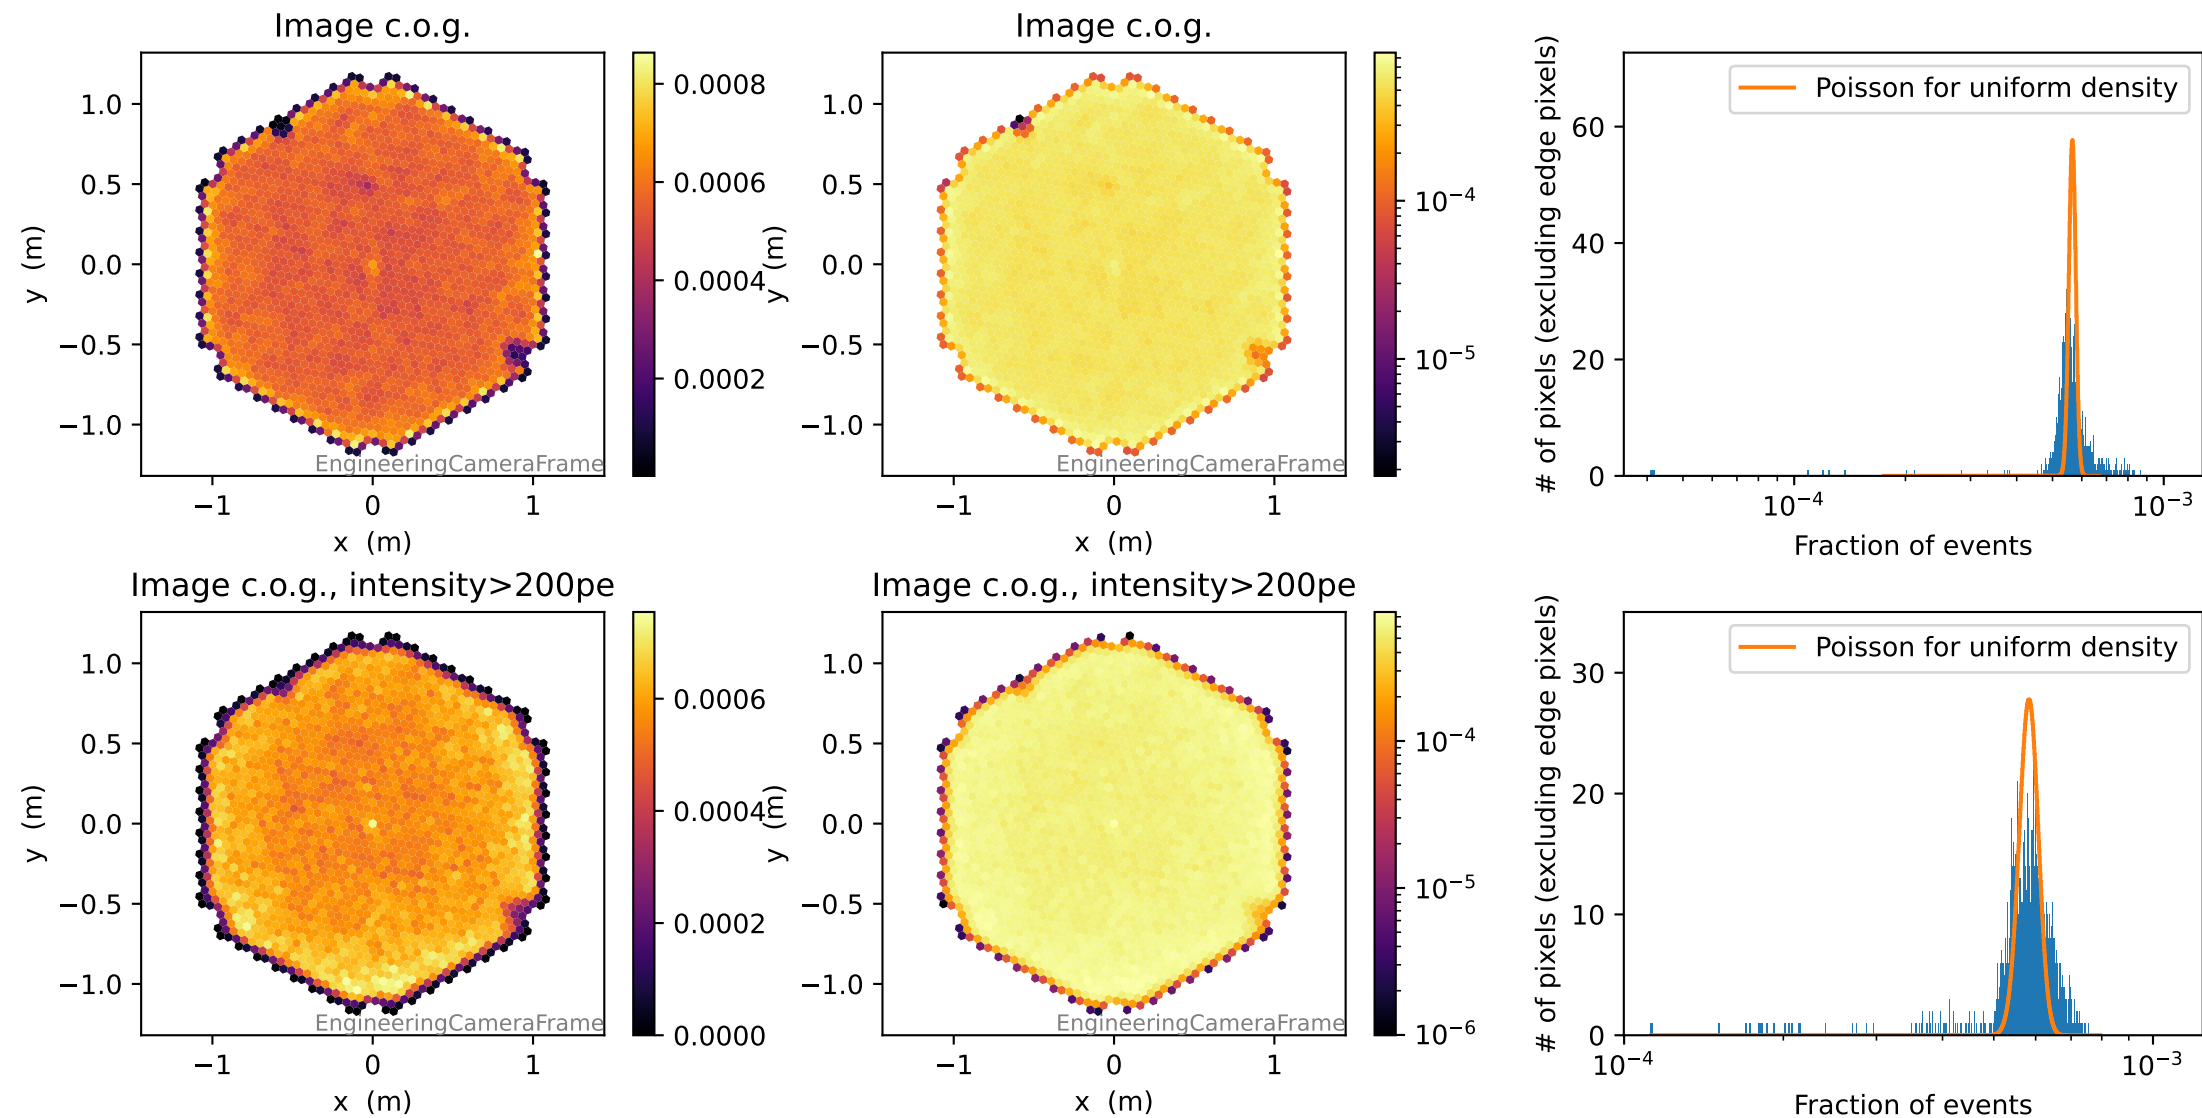 Image c.o.g.
1.0
0.5
0.0
−0.5
−1.0
y (m)
−1
0
1
x (m)
EngineeringCameraFrame
0.0008
0.0006
0.0004
0.0002
Image c.o.g.
1.0
0.5
0.0
−0.5
−1.0
y (m)
−1
0
1
x (m)
EngineeringCameraFrame
10⁻⁴
10⁻⁵
Poisson for uniform density
60
40
20
0
# of pixels (excluding edge pixels)
10⁻⁴
10⁻³
Fraction of events
Image c.o.g., intensity>200pe
1.0
0.5
0.0
−0.5
−1.0
y (m)
−1
0
1
x (m)
EngineeringCameraFrame
0.0006
0.0004
0.0002
0.0000
Image c.o.g., intensity>200pe
1.0
0.5
0.0
−0.5
−1.0
y (m)
−1
0
1
x (m)
EngineeringCameraFrame
10⁻⁴
10⁻⁵
10⁻⁶
Poisson for uniform density
30
20
10
0
# of pixels (excluding edge pixels)
10⁻⁴
10⁻³
Fraction of events